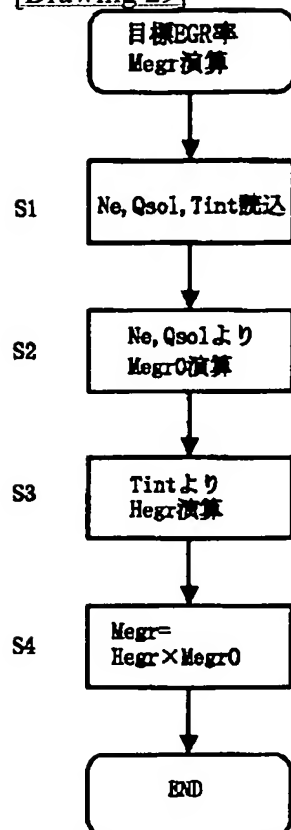 [Drawing 29]
目標EGR率
Megr演算
S1
Ne,Qsol,Tint読込
S2
Ne,Qsolより
Megr0演算
S3
Tintより
Hegr演算
S4
Megr=
Hegr×Megr0
END